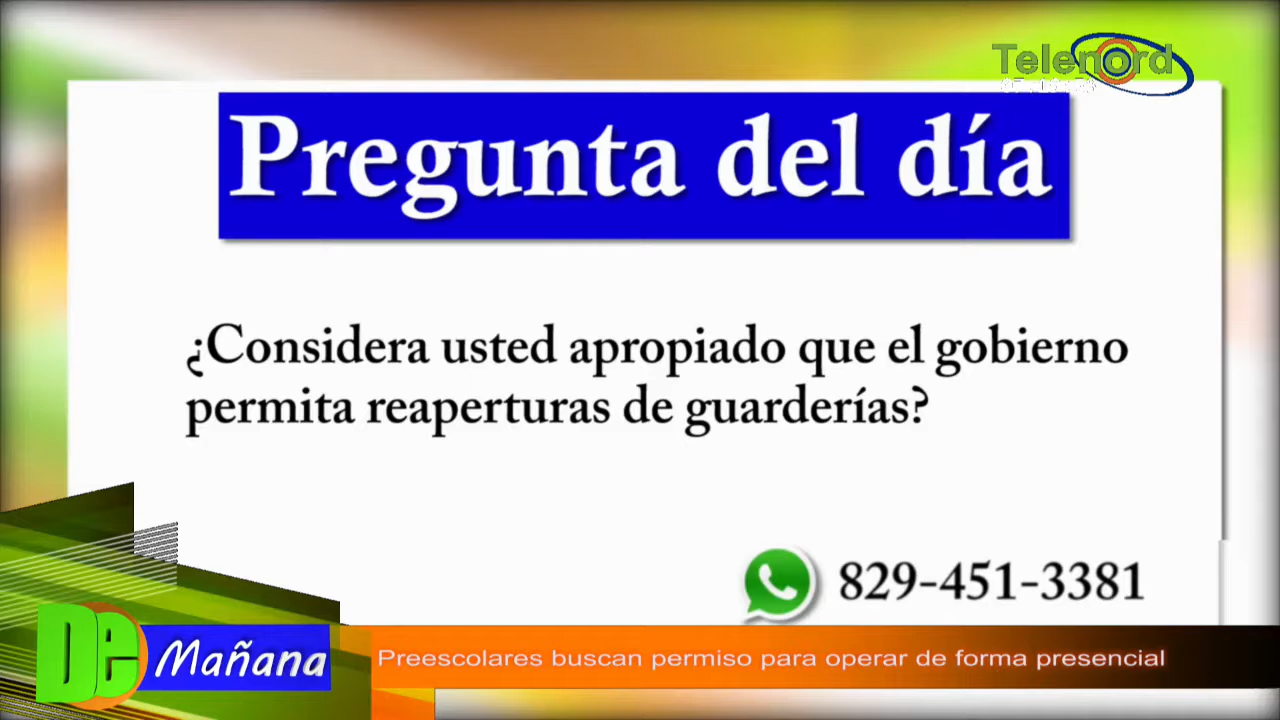 Telenord
Pregunta del día
¿Considera usted apropiado que el gobierno
permita reaperturas de guarderías?
829-451-3381
De Mañana
Preescolares buscan permiso para operar de forma presencial